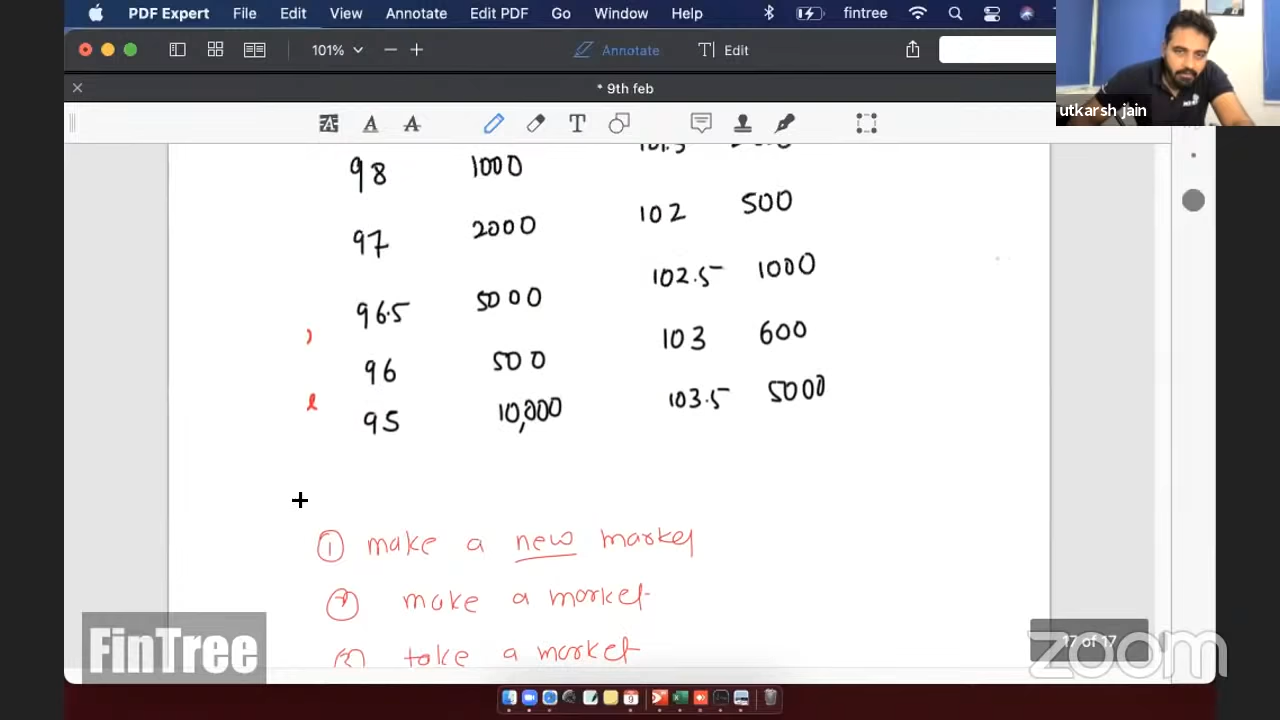 PDF Expert File Edit View Annotate Edit PDF Go Window Help fintree
101% Annotate T Edit
* 9th feb
utkarsh jain
A A A T
101.5
98 1000 102 500
97 2000 102.5 1000
96.5 5000 103 600
96 500 103.5 5000
95 10,000
① make a new market
② make a market
③ take a market
17 of 17
FinTree
zoom